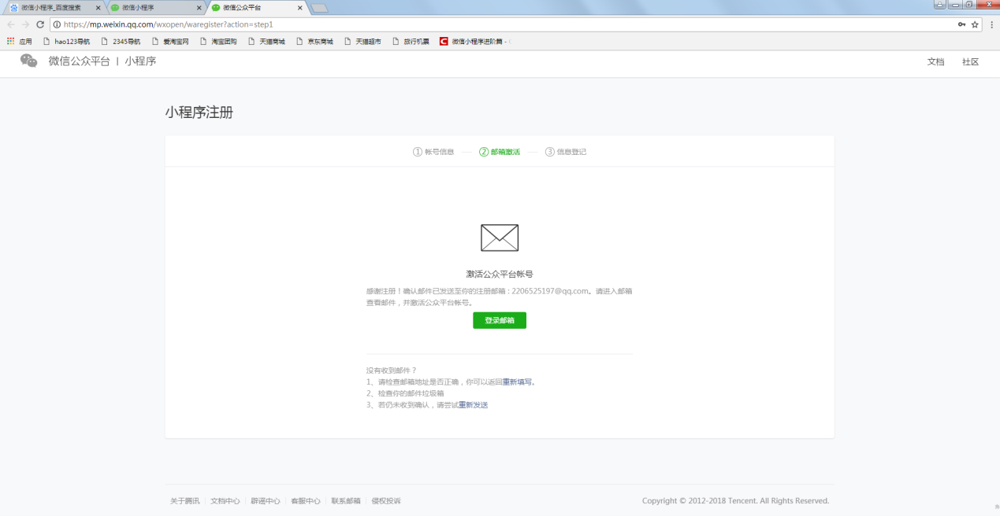 微信小程序_百度搜索
微信小程序
微信公众平台
https://mp.weixin.qq.com/wxopen/waregister?action=step1
应用 hao123导航 2345导航 爱淘宝网 淘宝团购 天猫商城 京东商城 天猫超市 旅行机票 微信小程序进阶篇 -
微信公众平台 | 小程序 文档 社区
小程序注册
① 帐号信息 ② 邮箱激活 ③ 信息登记
激活公众平台帐号
感谢注册！确认邮件已发送至你的注册邮箱：2206525197@qq.com。请进入邮箱
查看邮件，并激活公众平台帐号。
登录邮箱
没有收到邮件？
1、请检查邮箱地址是否正确，你可以返回重新填写。
2、检查你的邮件垃圾箱
3、若仍未收到确认，请尝试重新发送
关于腾讯 文档中心 辟谣中心 客服中心 联系邮箱 侵权投诉 Copyright © 2012-2018 Tencent. All Rights Reserved.